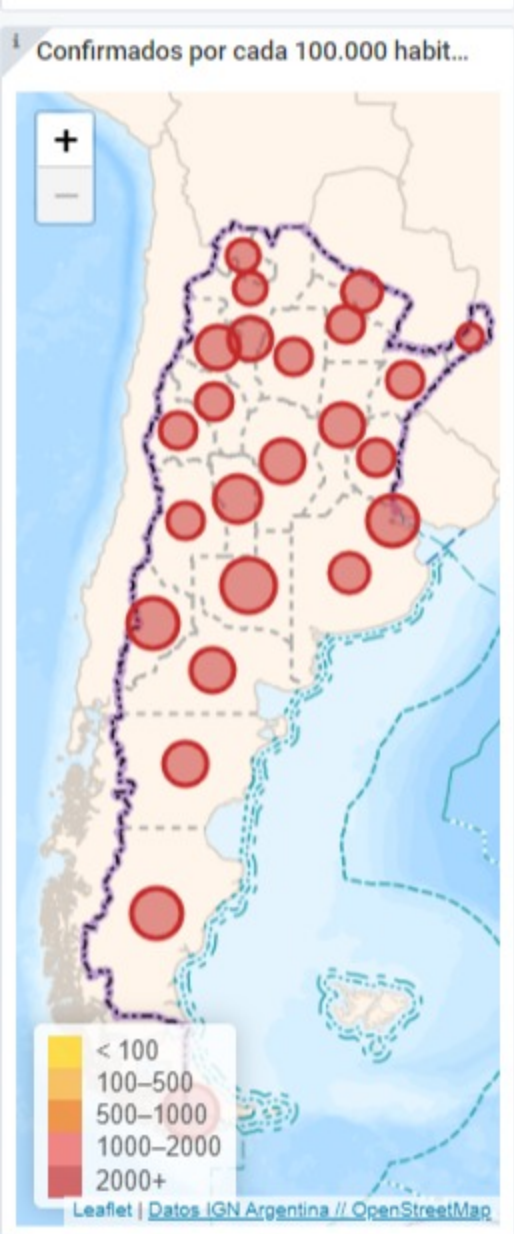 i
Confirmados por cada 100.000 habit...
+
−
< 100
100–500
500–1000
1000–2000
2000+
Leaflet | Datos IGN Argentina // OpenStreetMap